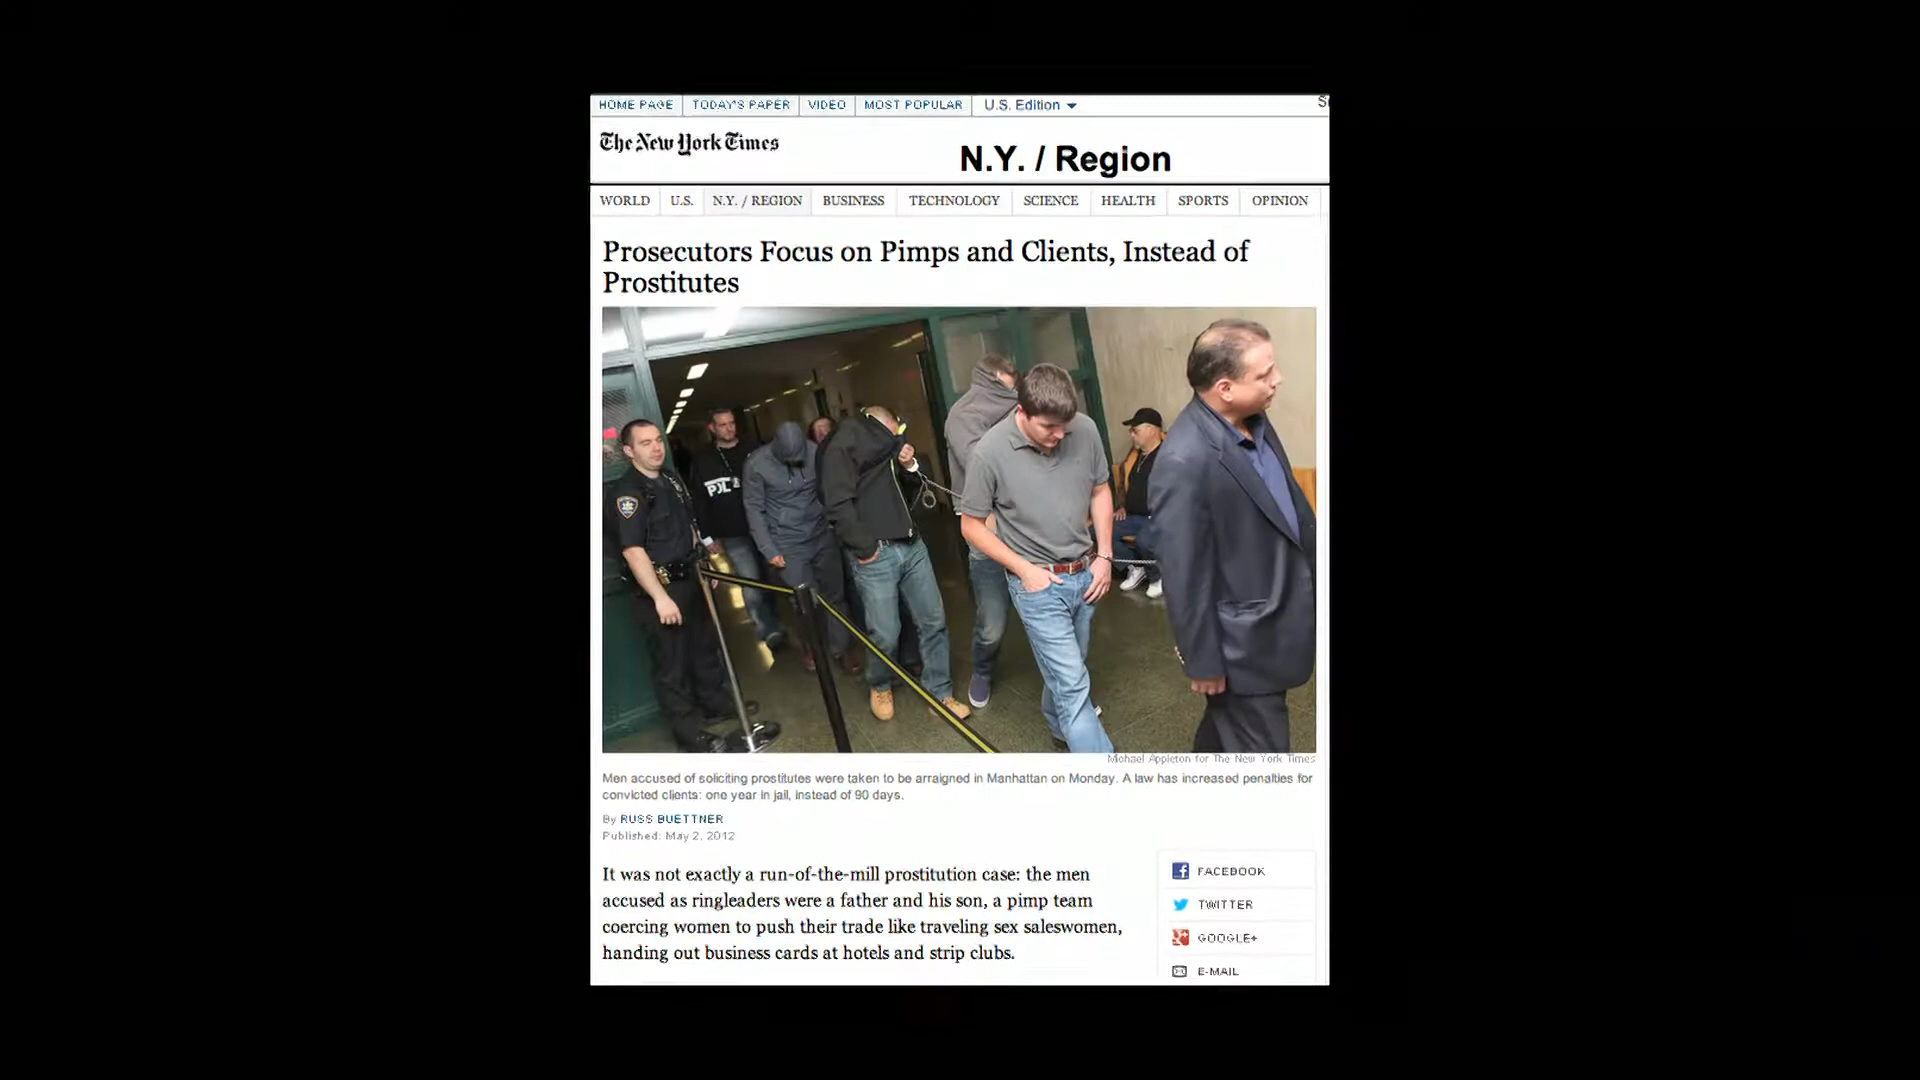 HOME PAGE TODAY'S PAPER VIDEO MOST POPULAR U.S. Edition
The New York Times
N.Y. / Region
WORLD U.S. N.Y. / REGION BUSINESS TECHNOLOGY SCIENCE HEALTH SPORTS OPINION
Prosecutors Focus on Pimps and Clients, Instead of
Prostitutes
Michael Appleton for The New York Times
Men accused of soliciting prostitutes were taken to be arraigned in Manhattan on Monday. A law has increased penalties for
convicted clients: one year in jail, instead of 90 days.
By RUSS BUETTNER
Published: May 2, 2012
It was not exactly a run-of-the-mill prostitution case: the men
accused as ringleaders were a father and his son, a pimp team
coercing women to push their trade like traveling sex saleswomen,
handing out business cards at hotels and strip clubs.
FACEBOOK
TWITTER
GOOGLE+
E-MAIL